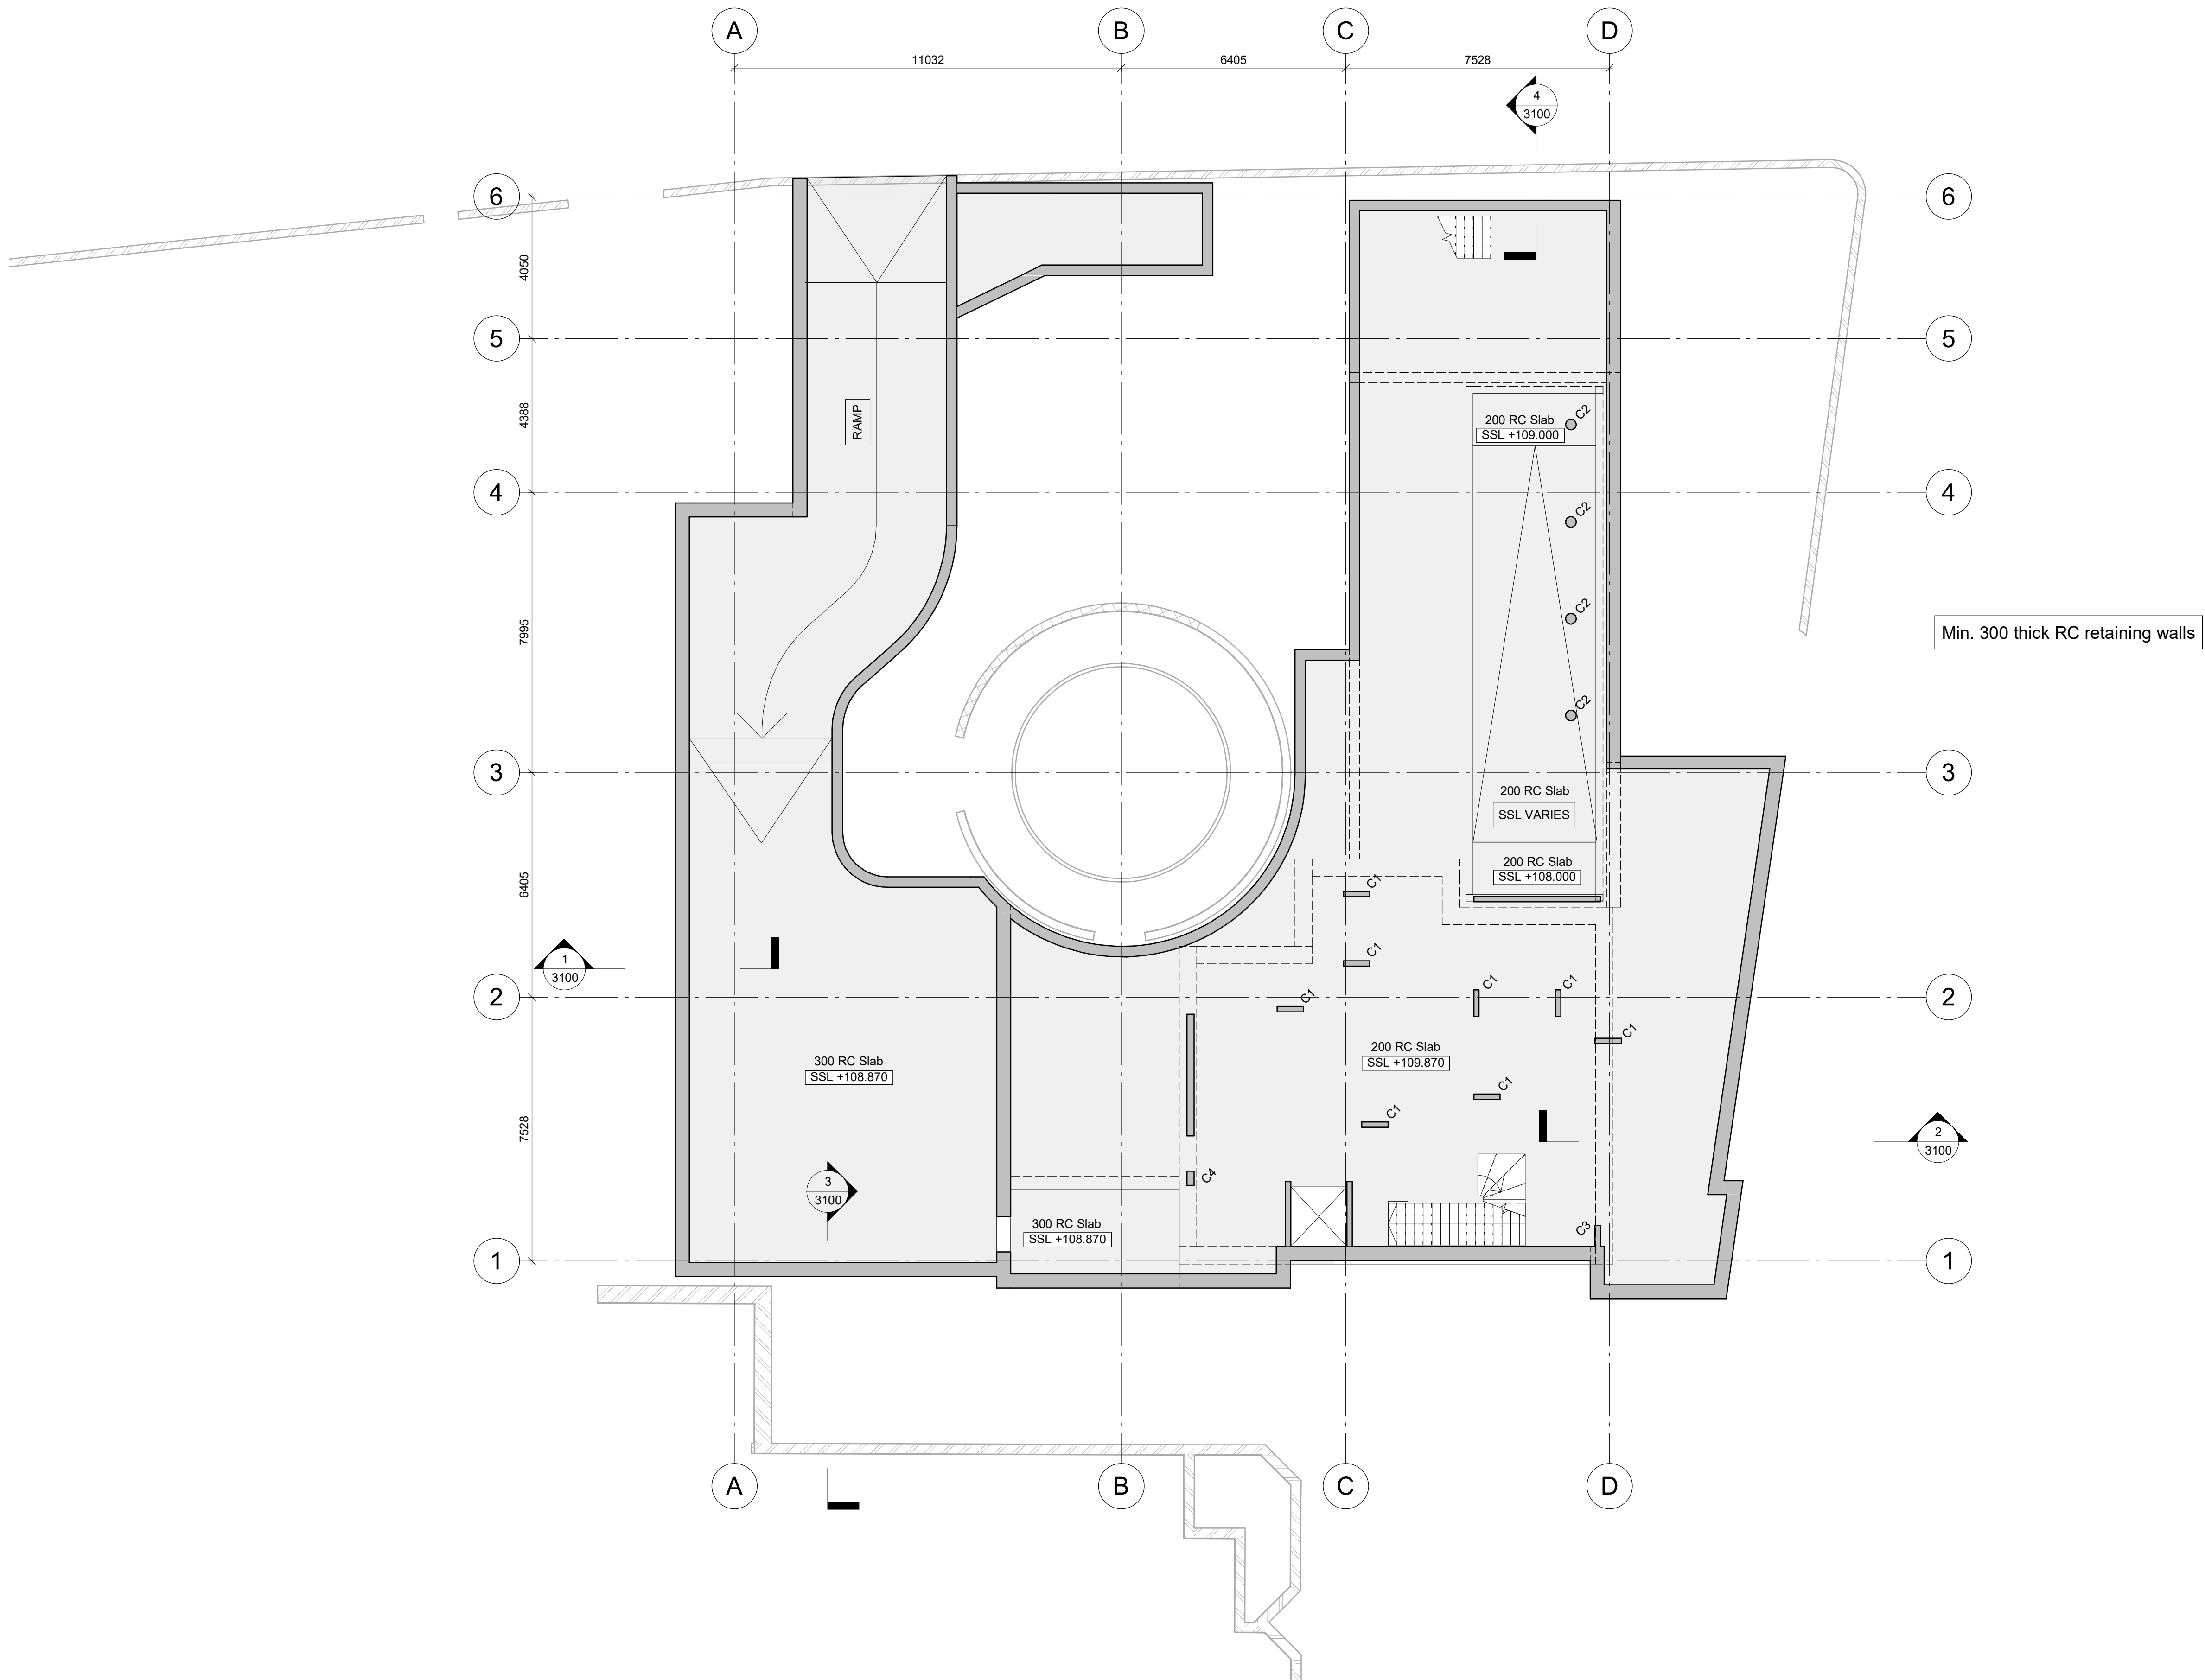 A
B
C
D
11032
6405
7528
4
3100
6
6
4050
5
5
4388
RAMP
200 RC Slab
SSL +109.000
C2
4
4
C2
7995
C2
Min. 300 thick RC retaining walls
C2
3
3
200 RC Slab
SSL VARIES
200 RC Slab
SSL +108.000
6405
C1
1
3100
C1
2
2
C1
C1
C1
C1
300 RC Slab
SSL +108.870
200 RC Slab
SSL +109.870
7528
C1
C1
2
3100
C4
3
3100
300 RC Slab
SSL +108.870
C3
1
1
A
B
C
D